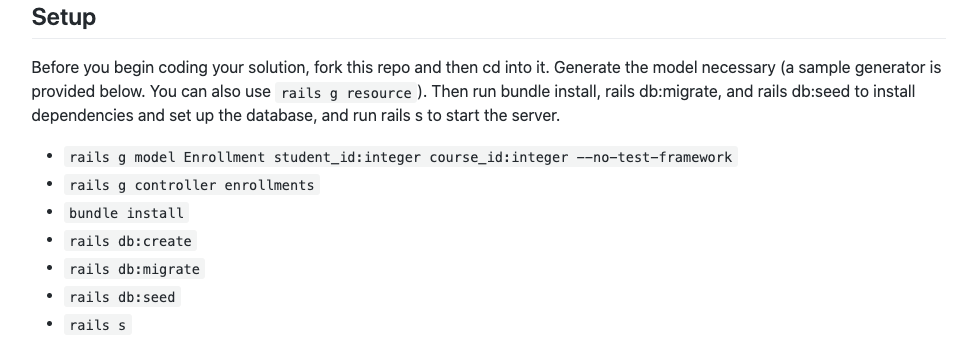 Setup
Before you begin coding your solution, fork this repo and then cd into it. Generate the model necessary (a sample generator is
provided below. You can also use rails g resource ). Then run bundle install, rails db:migrate, and rails db:seed to install
dependencies and set up the database, and run rails s to start the server.
• rails g model Enrollment student_id:integer course_id:integer --no-test-framework
• rails g controller enrollments
• bundle install
• rails db:create
• rails db:migrate
• rails db:seed
• rails s